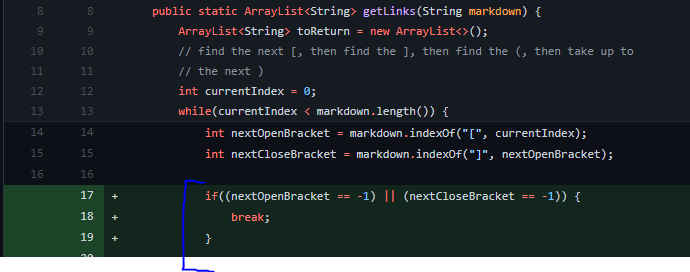 8 8 public static ArrayList<String> getLinks(String markdown) {
9 9 ArrayList<String> toReturn = new ArrayList<>();
10 10 // find the next [, then find the ], then find the (, then take up to
11 11 // the next )
12 12 int currentIndex = 0;
13 13 while(currentIndex < markdown.length()) {
14 14 int nextOpenBracket = markdown.indexOf("[", currentIndex);
15 15 int nextCloseBracket = markdown.indexOf("]", nextOpenBracket);
16 16
17 + if((nextOpenBracket == -1) || (nextCloseBracket == -1)) {
18 + break;
19 + }